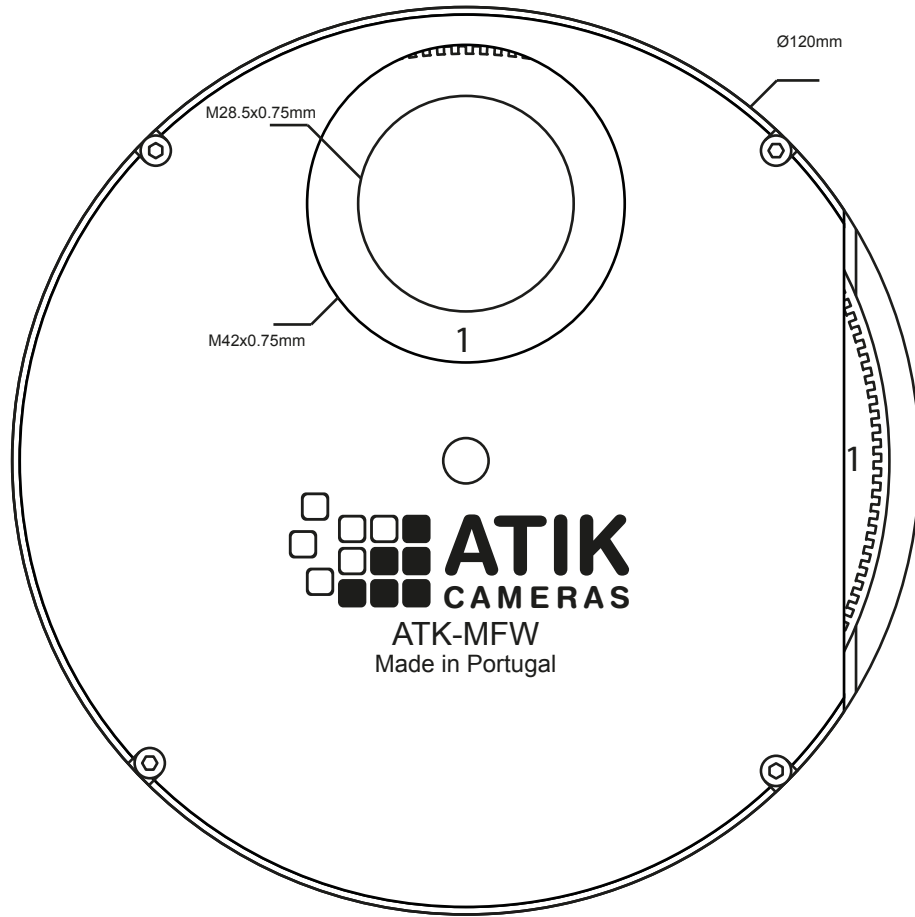 Ø120mm
M28.5x0.75mm
M42x0.75mm
1
1
ATIK
CAMERAS
ATK-MFW
Made in Portugal